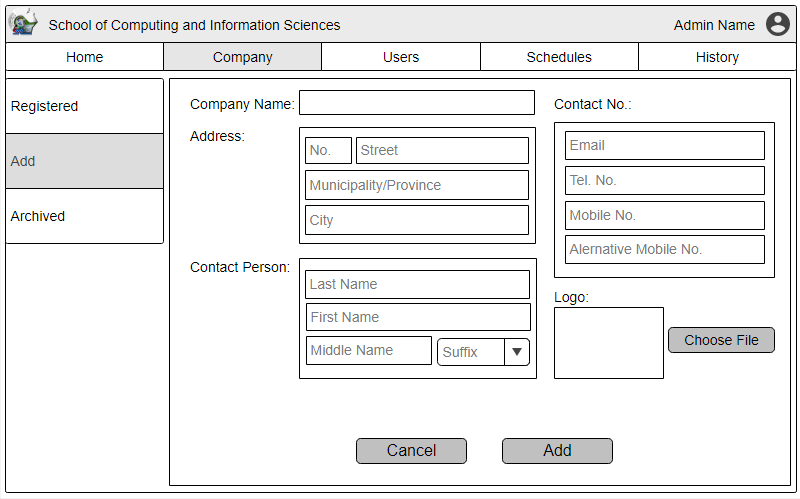 School of Computing and Information Sciences
Admin Name
Home
Company
Users
Schedules
History
Registered
Add
Archived
Company Name:
Address:
No.
Street
Municipality/Province
City
Contact Person:
Last Name
First Name
Middle Name
Suffix
Contact No.:
Email
Tel. No.
Mobile No.
Alernative Mobile No.
Logo:
Choose File
Cancel
Add